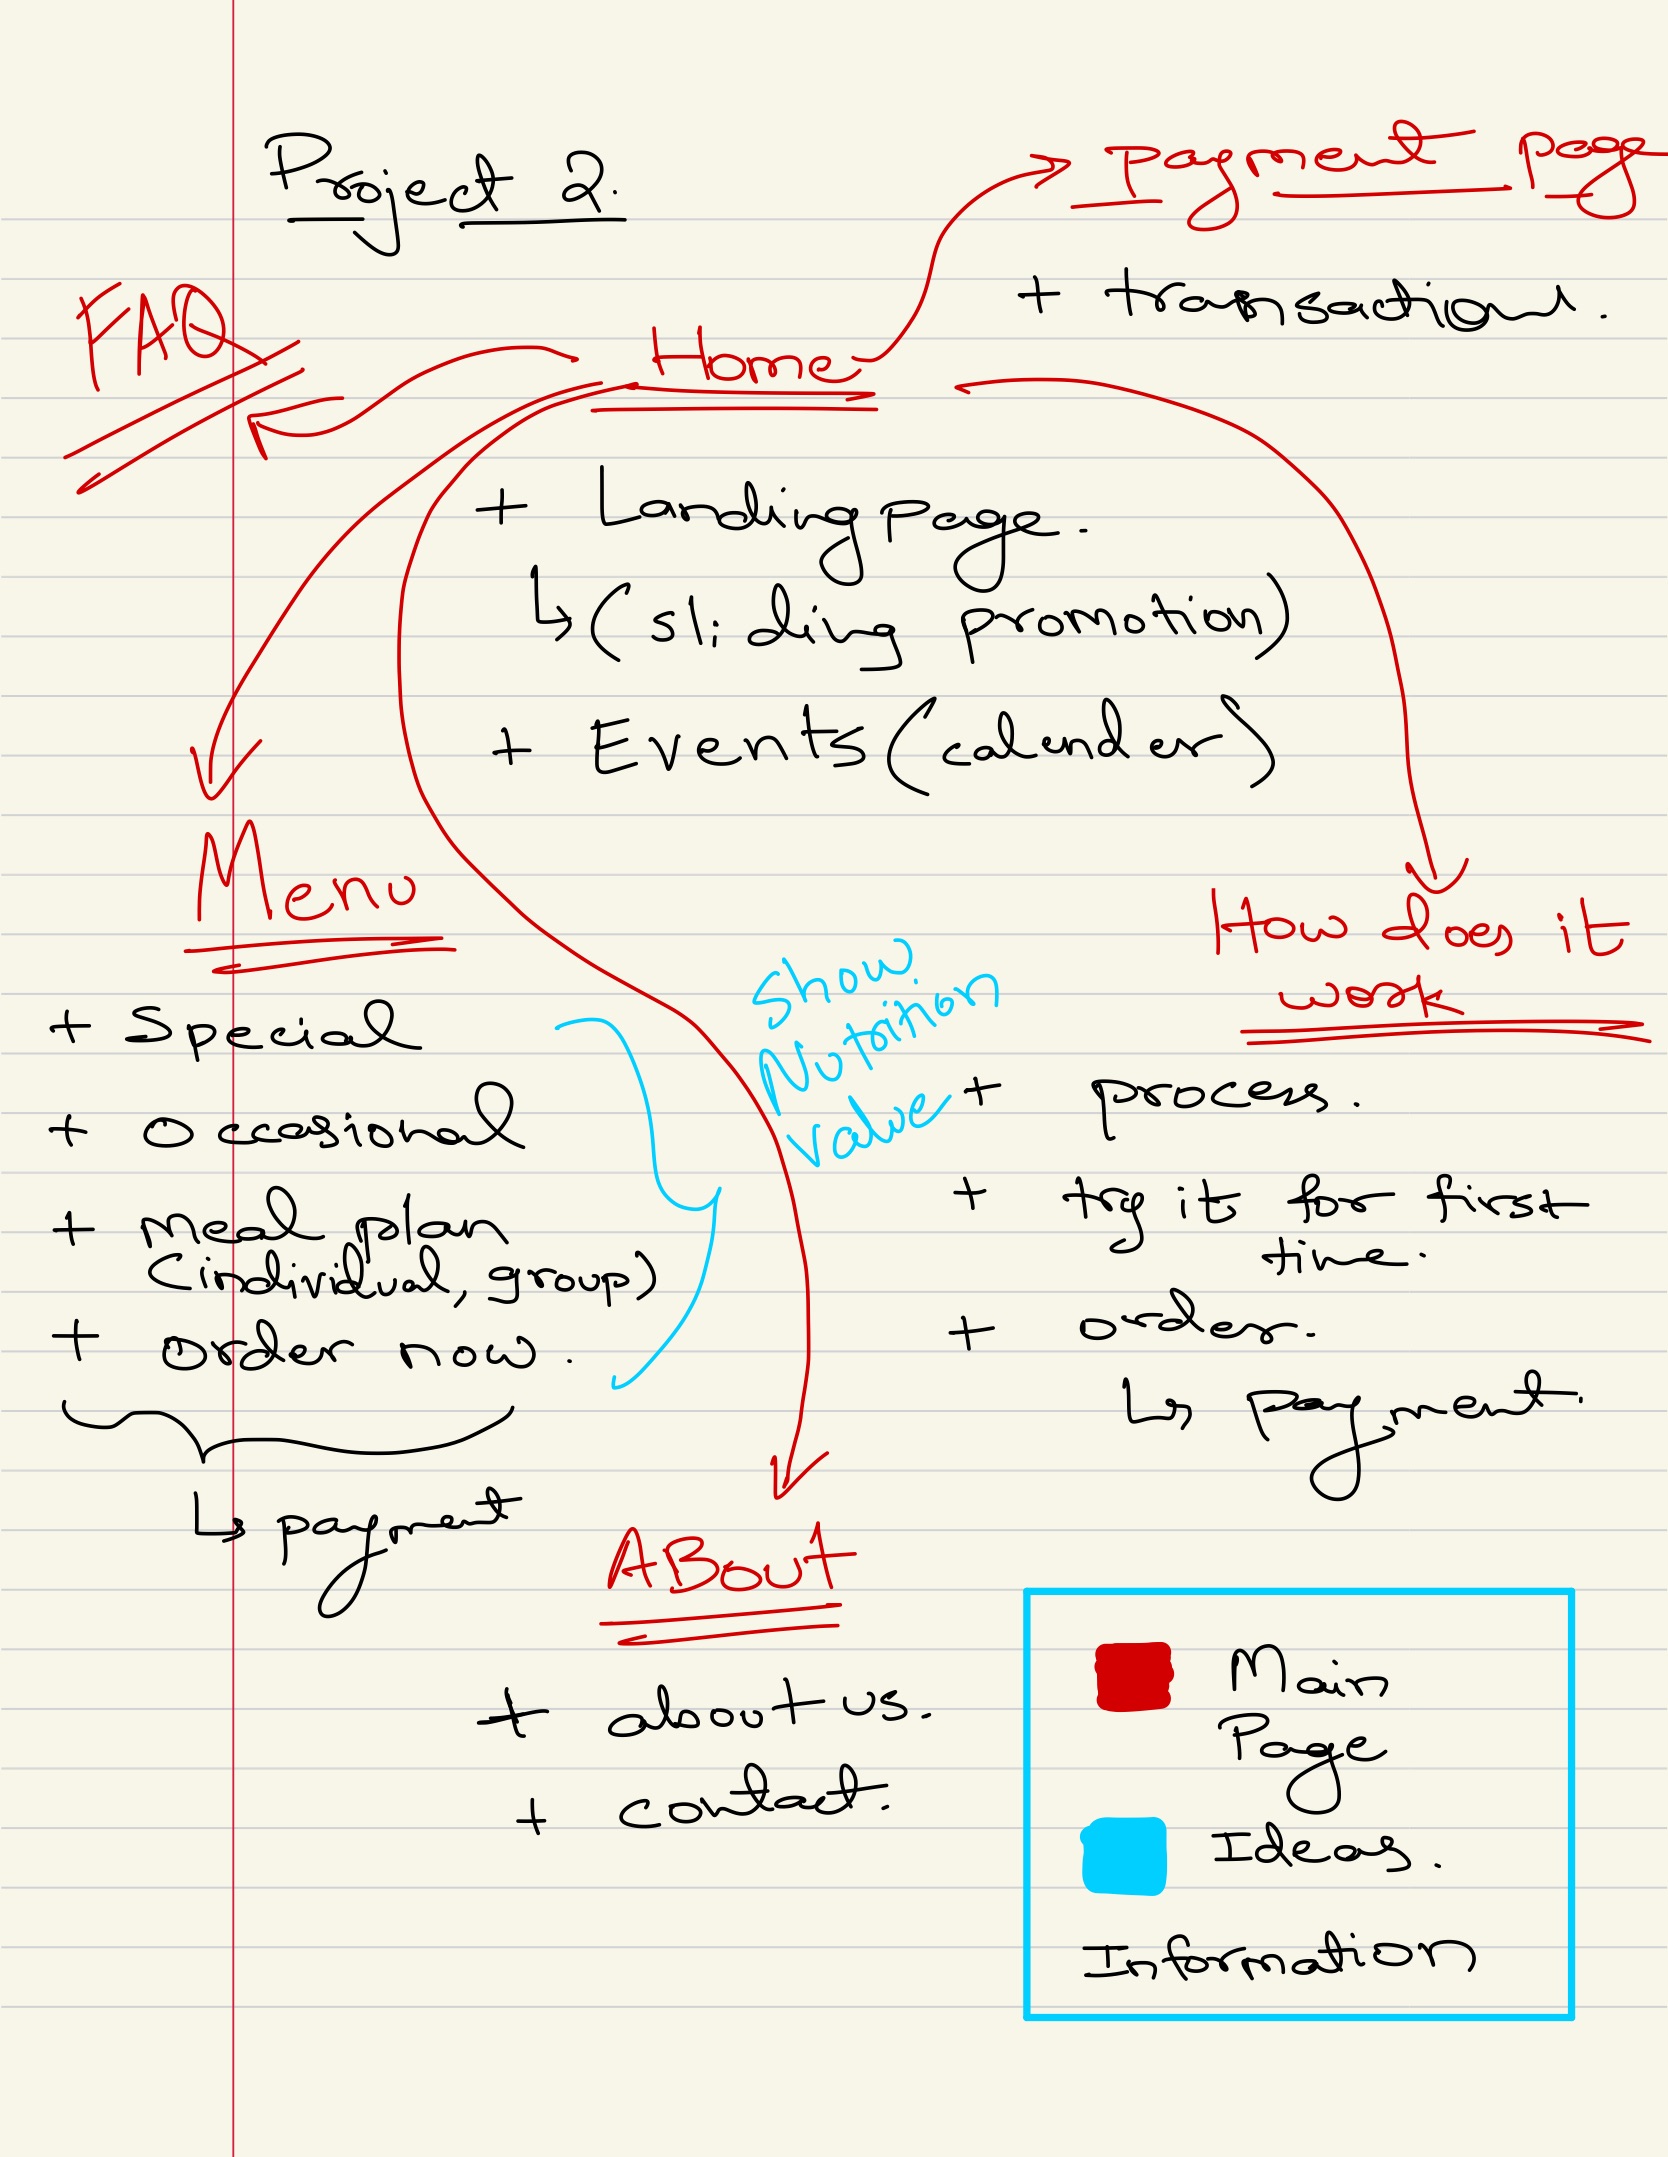 Project 2.
Payment Page
+ transaction.
FAQ
Home
+ Landing page.
↳ (sliding promotion)
+ Events (calender)
Menu
+ Special
+ Occasional
+ Meal plan
(individual, group)
+ order now.
↳ payment
Show
Nutrition
value
How does it
work
+ process.
+ try it for first
time.
+ order.
↳ payment.
ABout
+ about us.
+ contact.
Main
Page
Ideas.
Information